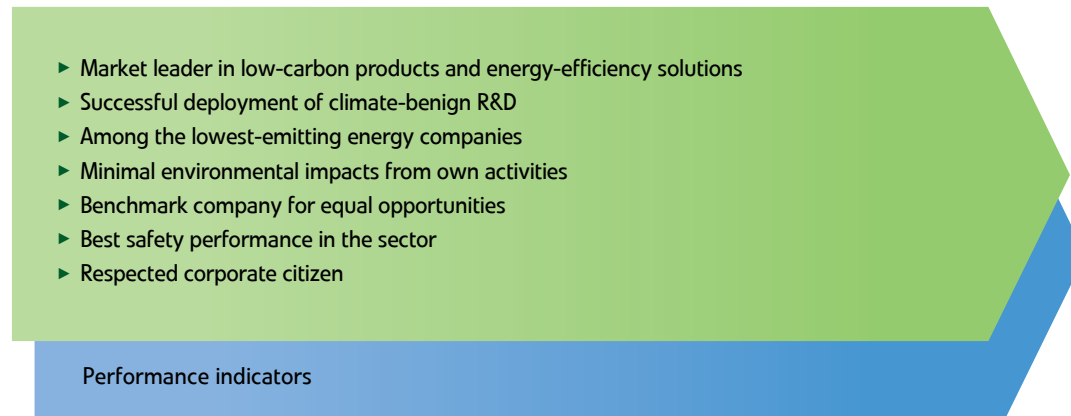 ► Market leader in low-carbon products and energy-efficiency solutions
► Successful deployment of climate-benign R&D
► Among the lowest-emitting energy companies
► Minimal environmental impacts from own activities
► Benchmark company for equal opportunities
► Best safety performance in the sector
► Respected corporate citizen
Performance indicators